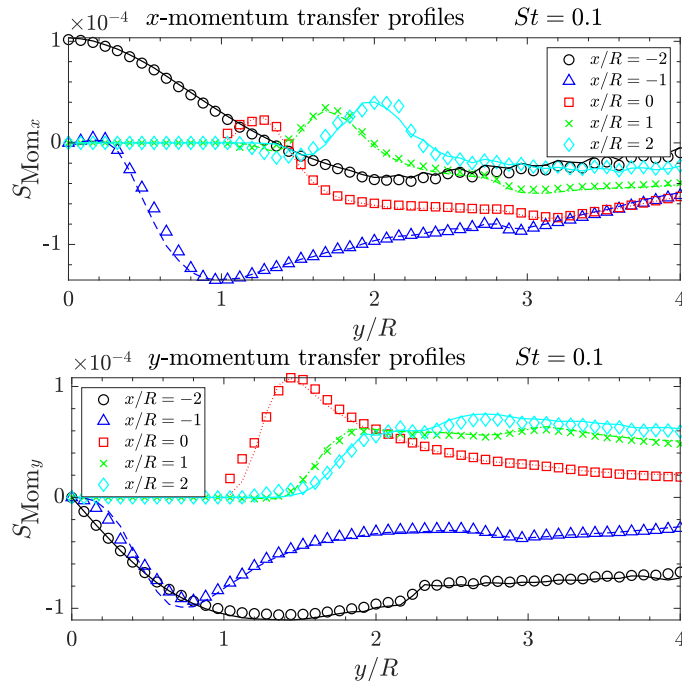 ×10⁻⁴ x-momentum transfer profiles St = 0.1
1
0
-1
S_Mom_x
x/R = −2
x/R = −1
x/R = 0
x/R = 1
x/R = 2
0 1 2 3 4
y/R
×10⁻⁴ y-momentum transfer profiles St = 0.1
1
0
-1
S_Mom_y
x/R = −2
x/R = −1
x/R = 0
x/R = 1
x/R = 2
0 1 2 3 4
y/R